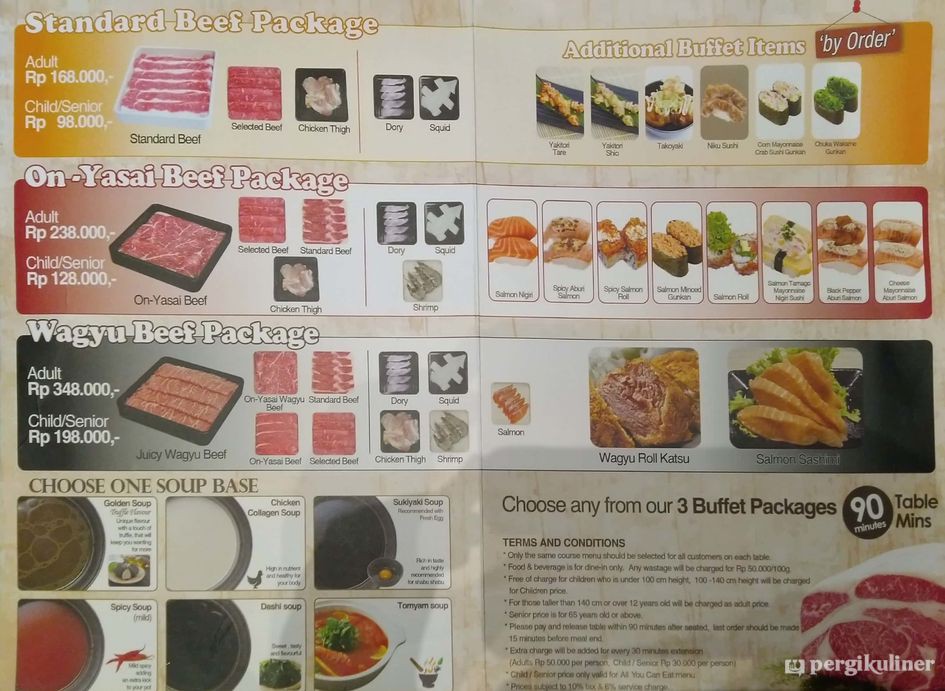 Standard Beef Package
Adult
Rp 168.000,-
Child/Senior
Rp 98.000,-
Standard Beef
Selected Beef
Chicken Thigh
Dory
Squid
Additional Buffet Items
'by Order'
Yakitori
Tare
Yakitori
Shio
Takoyaki
Niku Sushi
Corn Mayonnaise
Crab Sushi Gunkan
Chuka Wakame
Gunkan
On-Yasai Beef Package
Adult
Rp 238.000,-
Child/Senior
Rp 128.000,-
On-Yasai Beef
Selected Beef
Standard Beef
Chicken Thigh
Dory
Squid
Shrimp
Salmon Nigiri
Spicy Aburi
Salmon
Spicy Salmon
Roll
Salmon Minced
Gunkan
Salmon Roll
Salmon Tamago
Mayonnaise
Nigiri Sushi
Black Pepper
Aburi Salmon
Cheese
Mayonnaise
Aburi Salmon
Wagyu Beef Package
Adult
Rp 348.000,-
Child/Senior
Rp 198.000,-
Juicy Wagyu Beef
On-Yasai Wagyu
Beef
Standard Beef
On-Yasai Beef
Selected Beef
Dory
Squid
Chicken Thigh
Shrimp
Salmon
Wagyu Roll Katsu
Salmon Sashimi
CHOOSE ONE SOUP BASE
Golden Soup
Truffle Flavour
Unique flavour
with a touch of
truffle, that will
keep you wanting
for more
Chicken
Collagen Soup
High in nutrient
and healthy for
your body
Sukiyaki Soup
Recommended with
Fresh Egg
Rich in taste
and highly
recommended
for shabu shabu
Spicy Soup
(mild)
Mild spicy
adding
an extra kick
to your pot
Dashi soup
Sweet, tasty
and flavourful
Tomyam soup
Choose any from our 3 Buffet Packages
90
minutes
Table
Mins
TERMS AND CONDITIONS
* Only the same course menu should be selected for all customers on each table.
* Food & beverage is for dine-in only. Any wastage will be charged for Rp 50.000/100g.
* Free of charge for children who is under 100 cm height, 100 -140 cm height will be charged
for Children price.
* For those taller than 140 cm or over 12 years old will be charged as adult price.
* Senior price is for 65 years old or above.
* Please pay and release table within 90 minutes after seated, last order should be made
15 minutes before meal end.
* Extra charge will be added for every 30 minutes extension
(Adults Rp 50.000 per person, Child / Senior Rp 30.000 per person)
* Child / Senior price only valid for All You Can Eat menu.
* Prices subject to 10% tax & 6% service charge.
pergikuliner